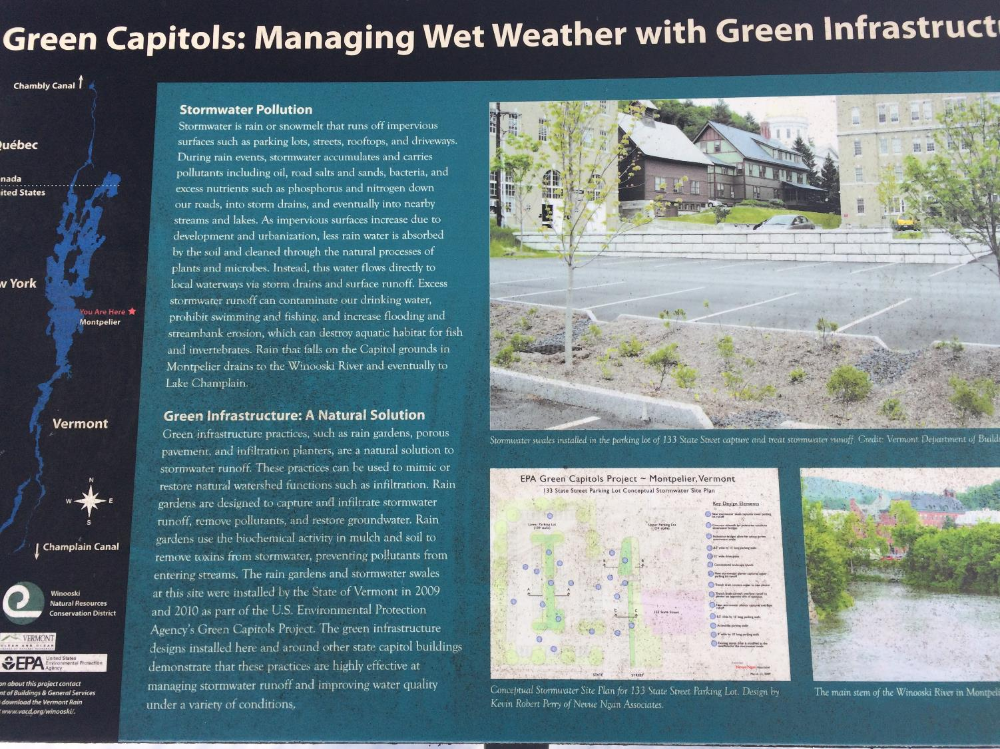 Green Capitols: Managing Wet Weather with Green Infrastruct
Chambly Canal
Québec
nada
ited States
w York
You Are Here
Montpelier
Vermont
N
W E
S
Champlain Canal
Winooski
Natural Resources
Conservation District
VERMONT
CLEAN AND CLEAR
EPA
United States
Environmental Protection
Agency
on about this project contact
nt of Buildings & General Services
download the Vermont Rain
www.vacd.org/winooski/.
Stormwater Pollution
Stormwater is rain or snowmelt that runs off impervious
surfaces such as parking lots, streets, rooftops, and driveways.
During rain events, stormwater accumulates and carries
pollutants including oil, road salts and sands, bacteria, and
excess nutrients such as phosphorus and nitrogen down
our roads, into storm drains, and eventually into nearby
streams and lakes. As impervious surfaces increase due to
development and urbanization, less rain water is absorbed
by the soil and cleaned through the natural processes of
plants and microbes. Instead, this water flows directly to
local waterways via storm drains and surface runoff. Excess
stormwater runoff can contaminate our drinking water,
prohibit swimming and fishing, and increase flooding and
streambank erosion, which can destroy aquatic habitat for fish
and invertebrates. Rain that falls on the Capitol grounds in
Montpelier drains to the Winooski River and eventually to
Lake Champlain.
Green Infrastructure: A Natural Solution
Green infrastructure practices, such as rain gardens, porous
pavement, and infiltration planters, are a natural solution to
stormwater runoff. These practices can be used to mimic or
restore natural watershed functions such as infiltration. Rain
gardens are designed to capture and infiltrate stormwater
runoff, remove pollutants, and restore groundwater. Rain
gardens use the biochemical activity in mulch and soil to
remove toxins from stormwater, preventing pollutants from
entering streams. The rain gardens and stormwater swales
at this site were installed by the State of Vermont in 2009
and 2010 as part of the U.S. Environmental Protection
Agency's Green Capitols Project. The green infrastructure
designs installed here and around other state capitol buildings
demonstrate that these practices are highly effective at
managing stormwater runoff and improving water quality
under a variety of conditions.
Stormwater swales installed in the parking lot of 133 State Street capture and treat stormwater runoff. Credit: Vermont Department of Buildi
EPA Green Capitols Project ~ Montpelier, Vermont
133 State Street Parking Lot Conceptual Stormwater Site Plan
Key Design Elements
Lower Parking Lot
(109 stalls)
Upper Parking Lot
(34 stalls)
133 State Street
STATE STREET
Nevue Ngan
March 13, 2009
Conceptual Stormwater Site Plan for 133 State Street Parking Lot. Design by
Kevin Robert Perry of Nevue Ngan Associates.
The main stem of the Winooski River in Montpeli